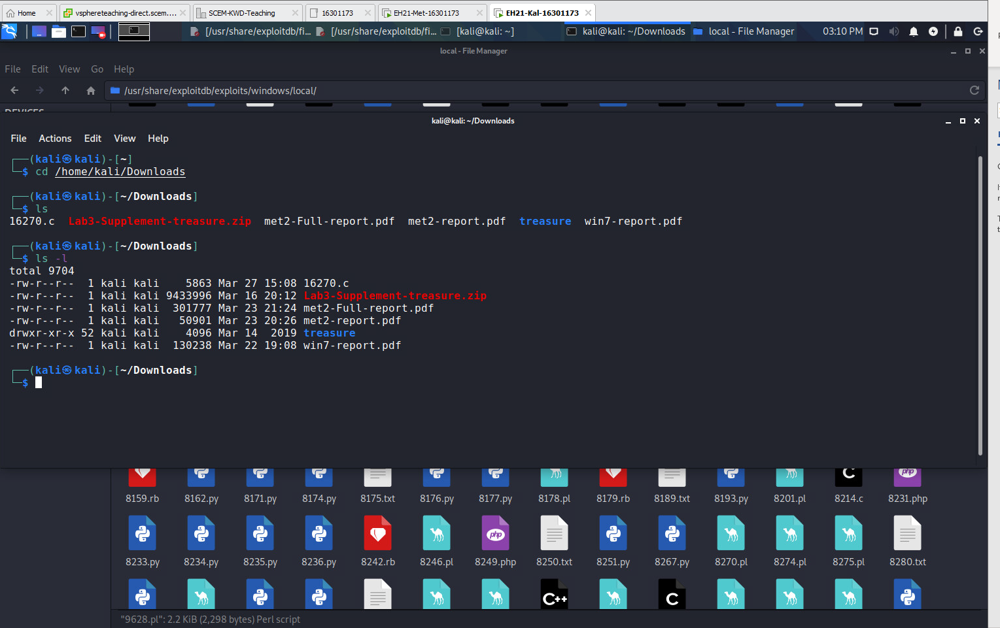 Home vsphereteaching-direct.scem.... SCEM-KWD-Teaching 16301173 EH21-Met-16301173 EH21-Kal-16301173
[/usr/share/exploitdb/fi... [/usr/share/exploitdb/fi... [kali@kali: ~] kali@kali: ~/Downloads local - File Manager 03:10 PM
local - File Manager
File Edit View Go Help
/usr/share/exploitdb/exploits/windows/local/
DEVICES
kali@kali: ~/Downloads
File Actions Edit View Help
┌──(kali㉿kali)-[~]
└─$ cd /home/kali/Downloads
┌──(kali㉿kali)-[~/Downloads]
└─$ ls
16270.c Lab3-Supplement-treasure.zip met2-Full-report.pdf met2-report.pdf treasure win7-report.pdf
┌──(kali㉿kali)-[~/Downloads]
└─$ ls -l
total 9704
-rw-r--r-- 1 kali kali 5863 Mar 27 15:08 16270.c
-rw-r--r-- 1 kali kali 9433996 Mar 16 20:12 Lab3-Supplement-treasure.zip
-rw-r--r-- 1 kali kali 301777 Mar 23 21:24 met2-Full-report.pdf
-rw-r--r-- 1 kali kali 50901 Mar 23 20:26 met2-report.pdf
drwxr-xr-x 52 kali kali 4096 Mar 14 2019 treasure
-rw-r--r-- 1 kali kali 130238 Mar 22 19:08 win7-report.pdf
┌──(kali㉿kali)-[~/Downloads]
└─$
C php
8159.rb 8162.py 8171.py 8174.py 8175.txt 8176.py 8177.py 8178.pl 8179.rb 8189.txt 8193.py 8201.pl 8214.c 8231.php
php
8233.py 8234.py 8235.py 8236.py 8242.rb 8246.pl 8249.php 8250.txt 8251.py 8267.py 8270.pl 8274.pl 8275.pl 8280.txt
C++ C
"9628.pl": 2.2 KiB (2,298 bytes) Perl script